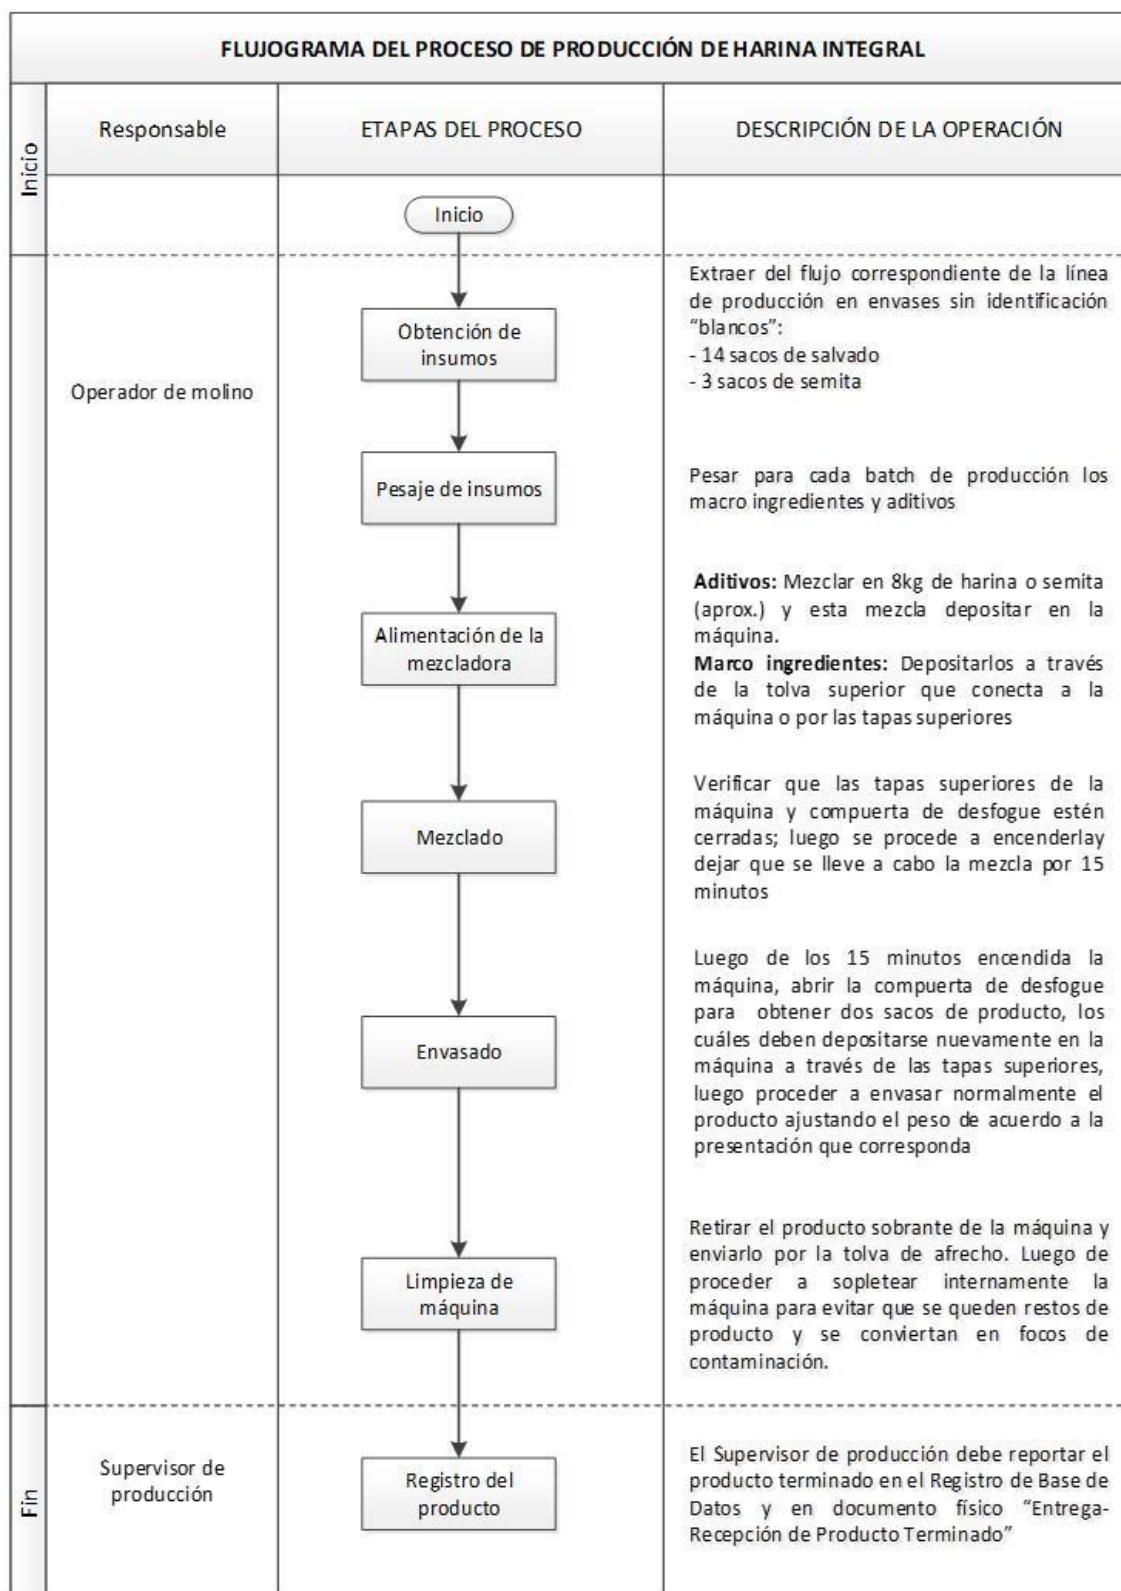 FLUJOGRAMA DEL PROCESO DE PRODUCCIÓN DE HARINA INTEGRAL
Inicio
Responsable
ETAPAS DEL PROCESO
DESCRIPCIÓN DE LA OPERACIÓN
Inicio
Operador de molino
Obtención de
insumos
Extraer del flujo correspondiente de la línea
de producción en envases sin identificación
“blancos”:
- 14 sacos de salvado
- 3 sacos de semita
Pesaje de insumos
Pesar para cada batch de producción los
macro ingredientes y aditivos
Alimentación de la
mezcladora
Aditivos: Mezclar en 8kg de harina o semita
(aprox.) y esta mezcla depositar en la
máquina.
Marco ingredientes: Depositarlos a través
de la tolva superior que conecta a la
máquina o por las tapas superiores
Mezclado
Verificar que las tapas superiores de la
máquina y compuerta de desfogue estén
cerradas; luego se procede a encenderlay
dejar que se lleve a cabo la mezcla por 15
minutos
Envasado
Luego de los 15 minutos encendida la
máquina, abrir la compuerta de desfogue
para obtener dos sacos de producto, los
cuáles deben depositarse nuevamente en la
máquina a través de las tapas superiores,
luego proceder a envasar normalmente el
producto ajustando el peso de acuerdo a la
presentación que corresponda
Limpieza de
máquina
Retirar el producto sobrante de la máquina y
enviarlo por la tolva de afrecho. Luego de
proceder a sopletear internamente la
máquina para evitar que se queden restos de
producto y se conviertan en focos de
contaminación.
Fin
Supervisor de
producción
Registro del
producto
El Supervisor de producción debe reportar el
producto terminado en el Registro de Base de
Datos y en documento físico “Entrega-
Recepción de Producto Terminado”